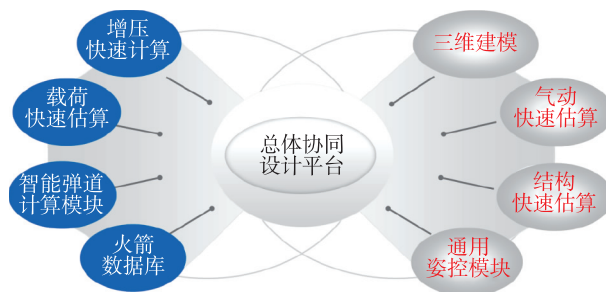 增压
快速计算
载荷
快速估算
智能弹道
计算模块
火箭
数据库
总体协同
设计平台
三维建模
气动
快速估算
结构
快速估算
通用
姿控模块